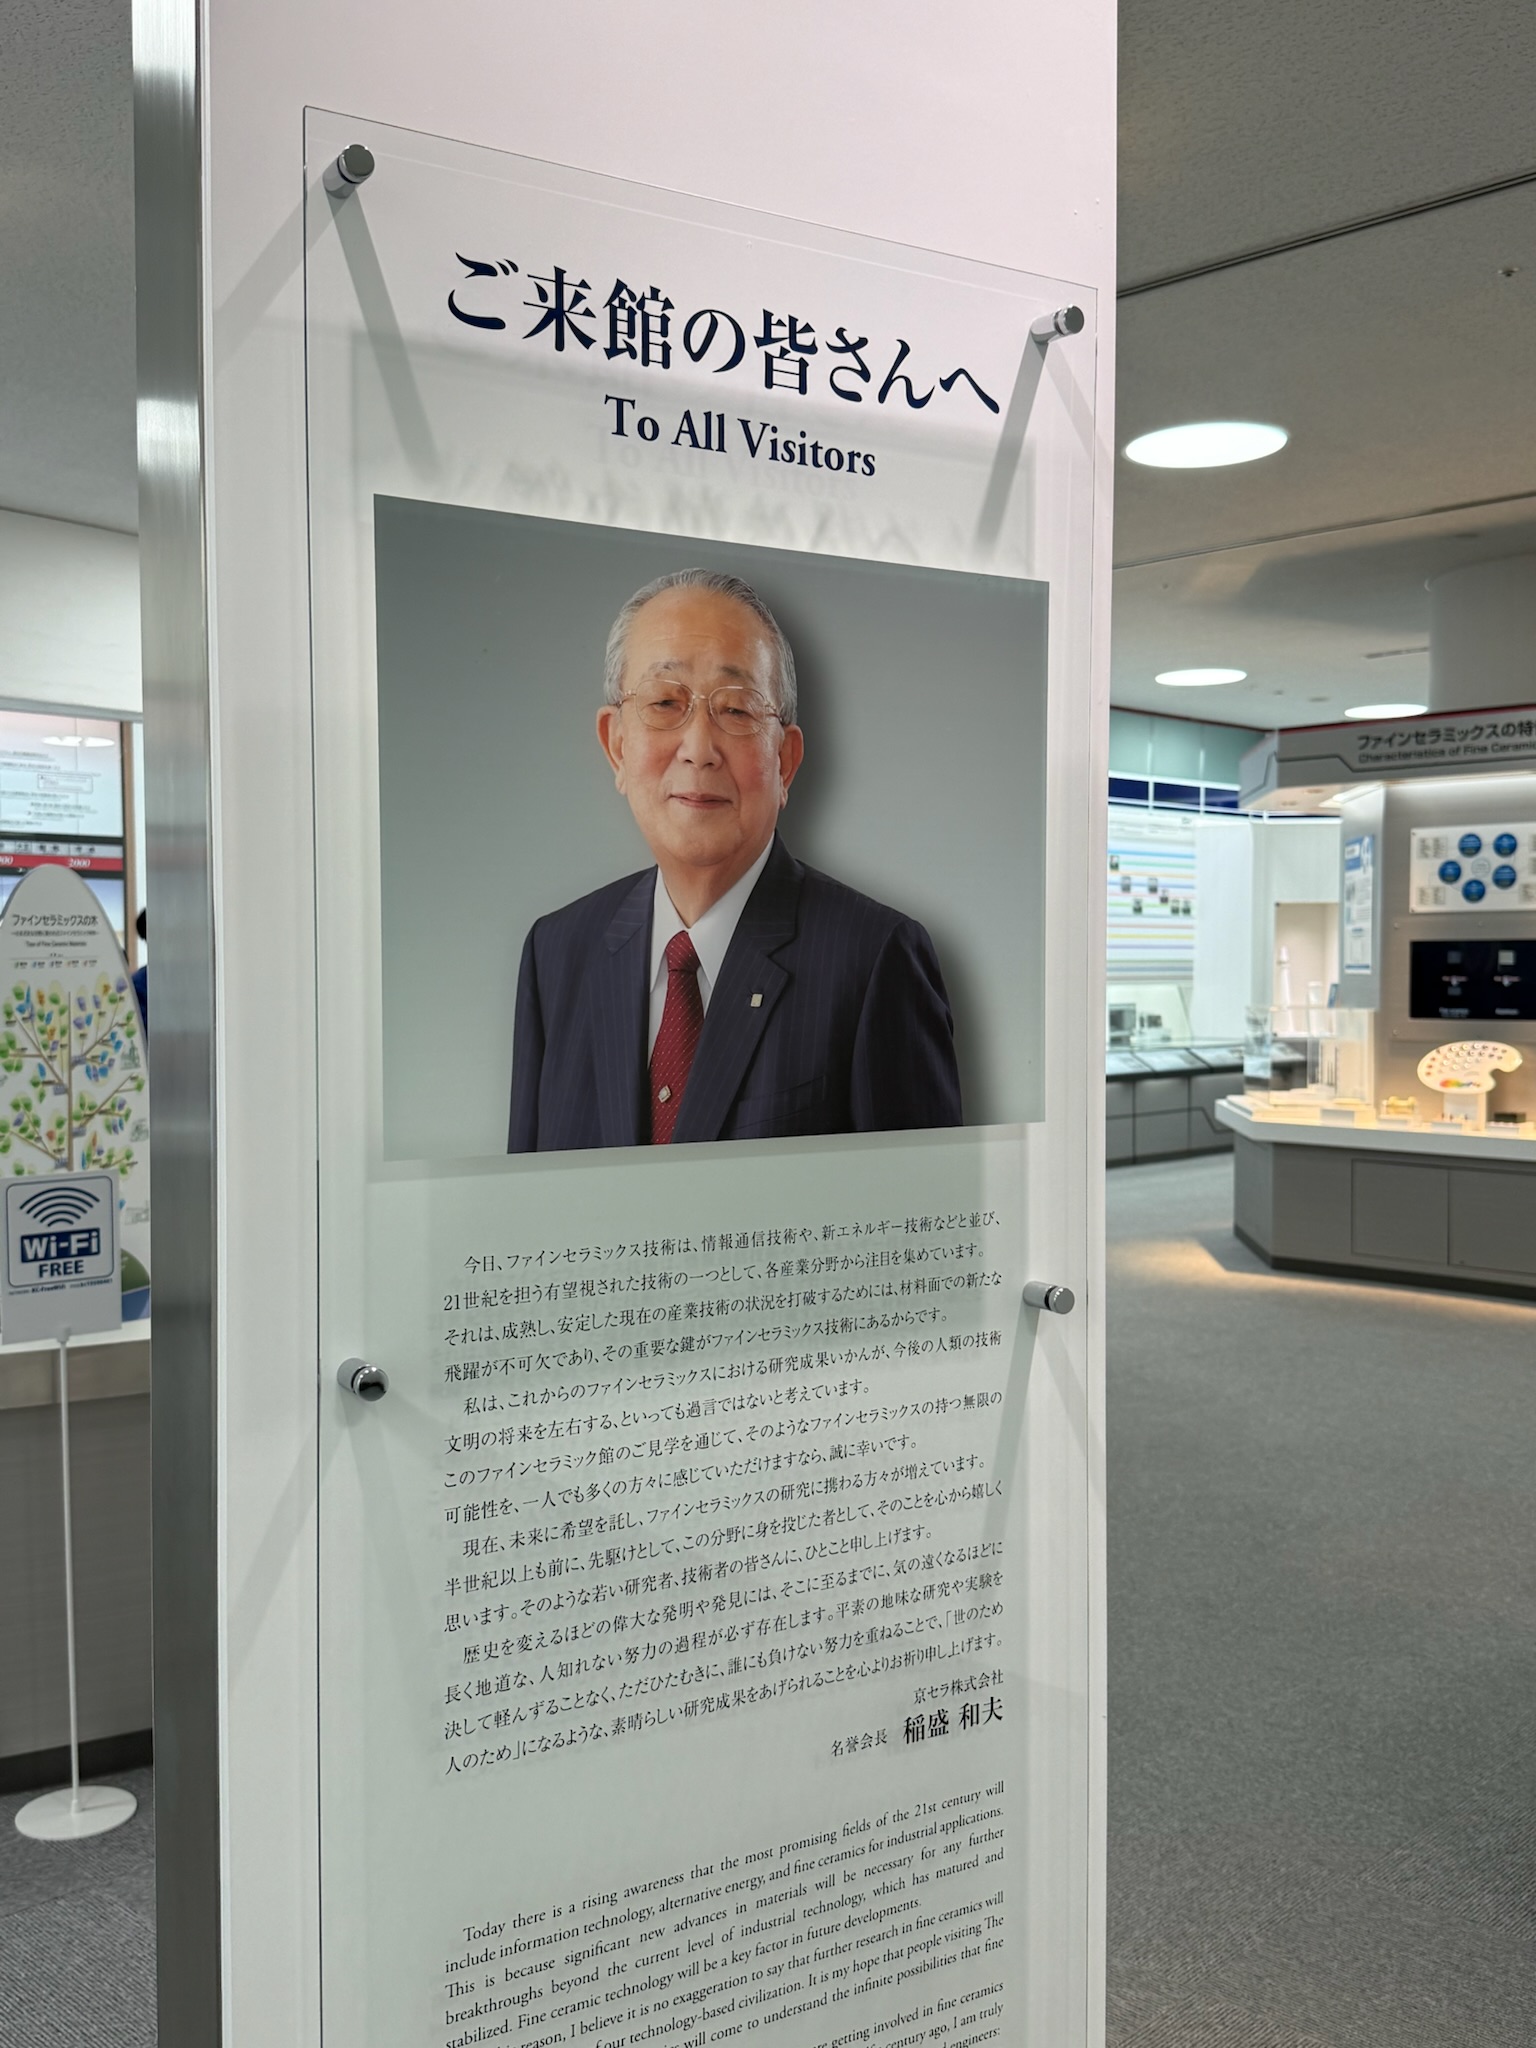 ご来館の皆さんへ
To All Visitors
今日、ファインセラミックス技術は、情報通信技術や、新エネルギー技術などと並び、
21世紀を担う有望視された技術の一つとして、各産業分野から注目を集めています。
それは、成熟し、安定した現在の産業技術の状況を打破するためには、材料面での新たな
飛躍が不可欠であり、その重要な鍵がファインセラミックス技術にあるからです。
私は、これからのファインセラミックスにおける研究成果いかんが、今後の人類の技術
文明の将来を左右する、といっても過言ではないと考えています。
このファインセラミック館のご見学を通じて、そのようなファインセラミックスの持つ無限の
可能性を、一人でも多くの方々に感じていただけますなら、誠に幸いです。
現在、未来に希望を託し、ファインセラミックスの研究に携わる方々が増えています。
半世紀以上も前に、先駆けとして、この分野に身を投じた者として、そのことを心から嬉しく
思います。そのような若い研究者、技術者の皆さんに、ひとこと申し上げます。
歴史を変えるほどの偉大な発明や発見には、そこに至るまでに、気の遠くなるほどに
長く地道な、人知れない努力の過程が必ず存在します。平素の地味な研究や実験を
決して軽んずることなく、ただひたむきに、誰にも負けない努力を重ねることで、「世のため
人のため」になるような、素晴らしい研究成果をあげられることを心よりお祈り申し上げます。
京セラ株式会社
名誉会長 稲盛 和夫
Today there is a rising awareness that the most promising fields of the 21st century will
include information technology, alternative energy, and fine ceramics for industrial applications.
This is because significant new advances in materials will be necessary for any further
breakthroughs beyond the current level of industrial technology, which has matured and
stabilized. Fine ceramic technology will be a key factor in future developments.
reason, I believe it is no exaggeration to say that further research in fine ceramics will
our technology-based civilization. It is my hope that people visiting The
will come to understand the infinite possibilities that fine
getting involved in fine ceramics
century ago, I am truly
engineers:
ファインセラミックスの特
Characteristics of Fine Ceramic
2000
ファインセラミックスの木
Tree of Fine Ceramic Materials
Wi-Fi
FREE